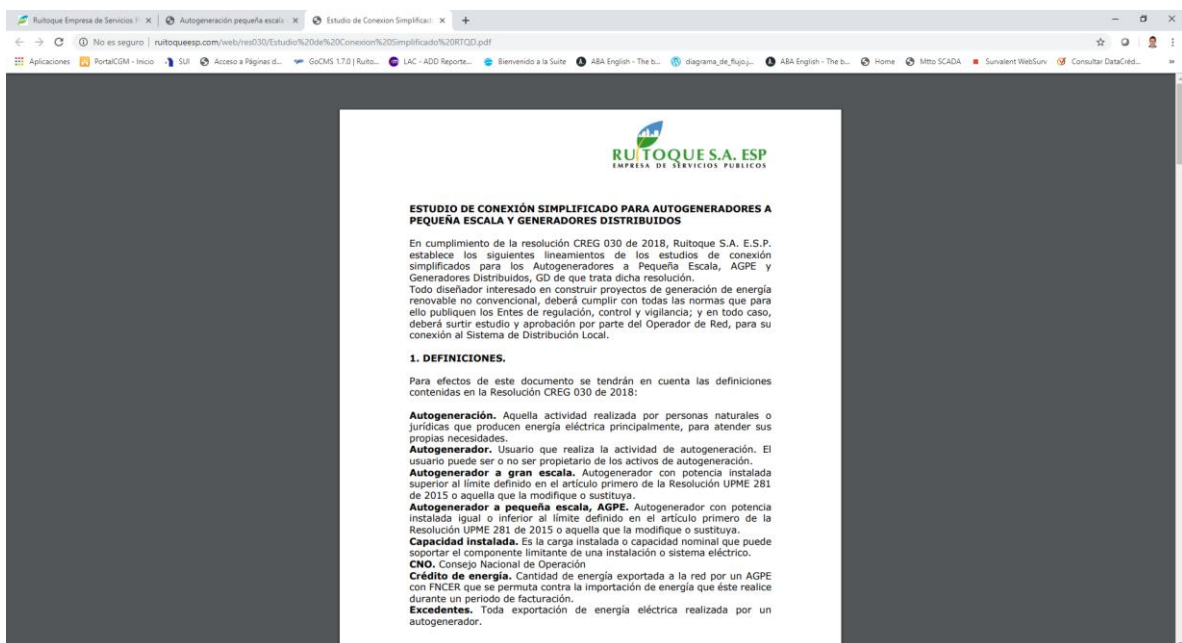 Ruitoque Empresa de Servicios P
Autogeneración pequeña escala
Estudio de Conexion Simplificado
No es seguro | ruitoqueesp.com/web/res030/Estudio%20de%20Conexion%20Simplificado%20RTQD.pdf
Aplicaciones PortalCGM - Inicio SUI Acceso a Páginas d... GoCMS 1.7.0 | Ruito... LAC - ADD Reporte... Bienvenido a la Suite ABA English - The b... diagrama_de_flujo.j... ABA English - The b... Home Mtto SCADA Survalent WebSurv Consultar DataCréd...
RUITOQUE S.A. ESP
EMPRESA DE SERVICIOS PUBLICOS
ESTUDIO DE CONEXIÓN SIMPLIFICADO PARA AUTOGENERADORES A
PEQUEÑA ESCALA Y GENERADORES DISTRIBUIDOS
En cumplimiento de la resolución CREG 030 de 2018, Ruitoque S.A. E.S.P.
establece los siguientes lineamientos de los estudios de conexión
simplificados para los Autogeneradores a Pequeña Escala, AGPE y
Generadores Distribuidos, GD de que trata dicha resolución.
Todo diseñador interesado en construir proyectos de generación de energía
renovable no convencional, deberá cumplir con todas las normas que para
ello publiquen los Entes de regulación, control y vigilancia; y en todo caso,
deberá surtir estudio y aprobación por parte del Operador de Red, para su
conexión al Sistema de Distribución Local.
1. DEFINICIONES.
Para efectos de este documento se tendrán en cuenta las definiciones
contenidas en la Resolución CREG 030 de 2018:
Autogeneración. Aquella actividad realizada por personas naturales o
jurídicas que producen energía eléctrica principalmente, para atender sus
propias necesidades.
Autogenerador. Usuario que realiza la actividad de autogeneración. El
usuario puede ser o no ser propietario de los activos de autogeneración.
Autogenerador a gran escala. Autogenerador con potencia instalada
superior al límite definido en el artículo primero de la Resolución UPME 281
de 2015 o aquella que la modifique o sustituya.
Autogenerador a pequeña escala, AGPE. Autogenerador con potencia
instalada igual o inferior al límite definido en el artículo primero de la
Resolución UPME 281 de 2015 o aquella que la modifique o sustituya.
Capacidad instalada. Es la carga instalada o capacidad nominal que puede
soportar el componente limitante de una instalación o sistema eléctrico.
CNO. Consejo Nacional de Operación
Crédito de energía. Cantidad de energía exportada a la red por un AGPE
con FNCER que se permuta contra la importación de energía que éste realice
durante un periodo de facturación.
Excedentes. Toda exportación de energía eléctrica realizada por un
autogenerador.